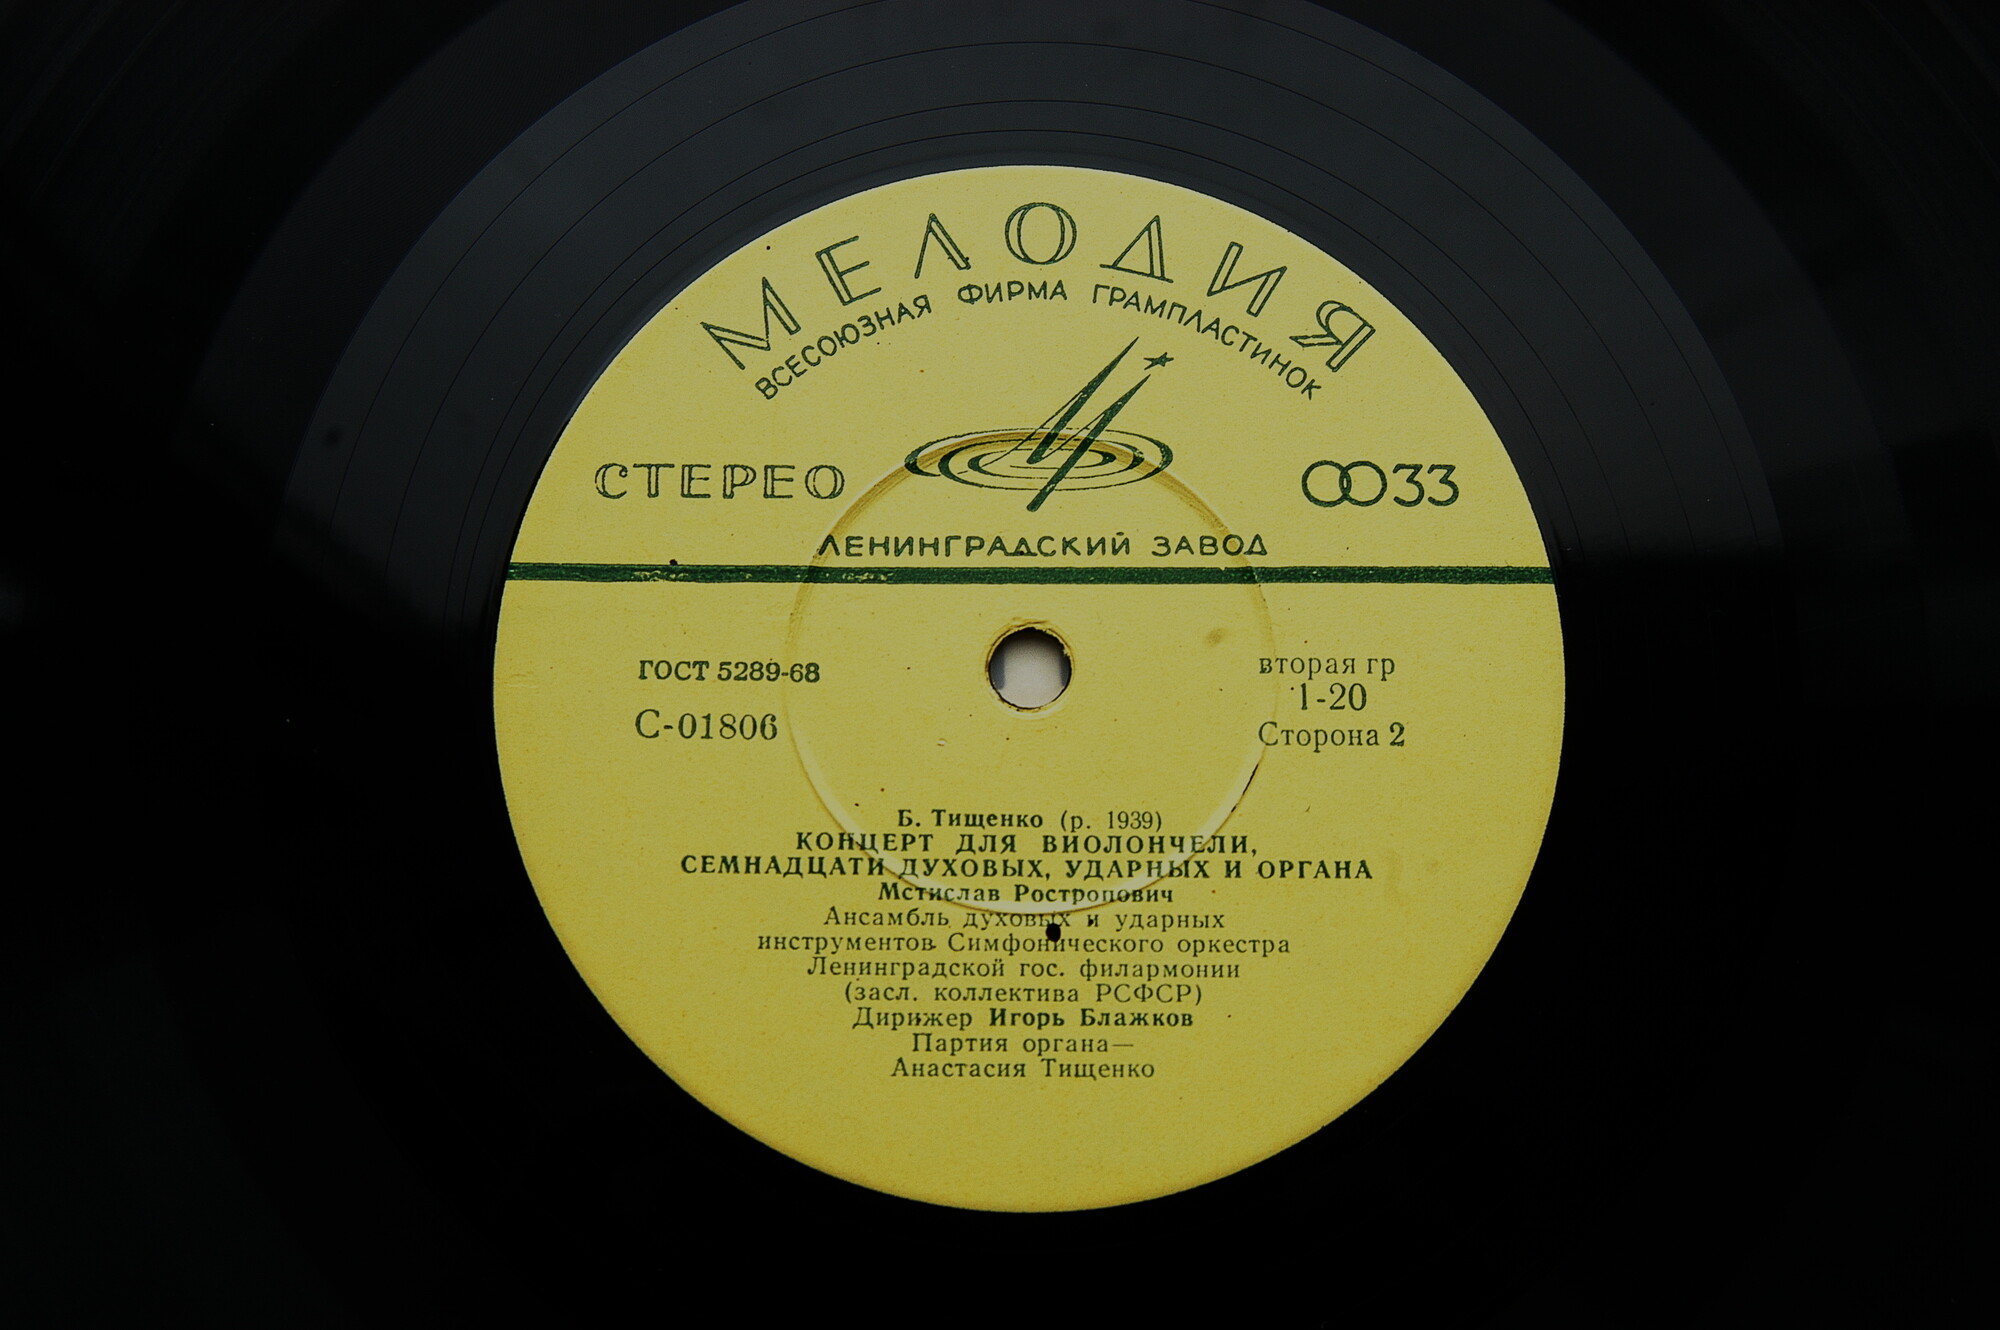 МЕЛОДИЯ
ВСЕСОЮЗНАЯ ФИРМА ГРАМПЛАСТИНОК
СТЕРЕО
33
ЛЕНИНГРАДСКИЙ ЗАВОД
ГОСТ 5289-68
С-01806
вторая гр
1-20
Сторона 2
Б. Тищенко (р. 1939)
КОНЦЕРТ ДЛЯ ВИОЛОНЧЕЛИ,
СЕМНАДЦАТИ ДУХОВЫХ, УДАРНЫХ И ОРГАНА
Мстислав Ростропович
Ансамбль духовых и ударных
инструментов Симфонического оркестра
Ленинградской гос. филармонии
(засл. коллектива РСФСР)
Дирижер Игорь Блажков
Партия органа—
Анастасия Тищенко